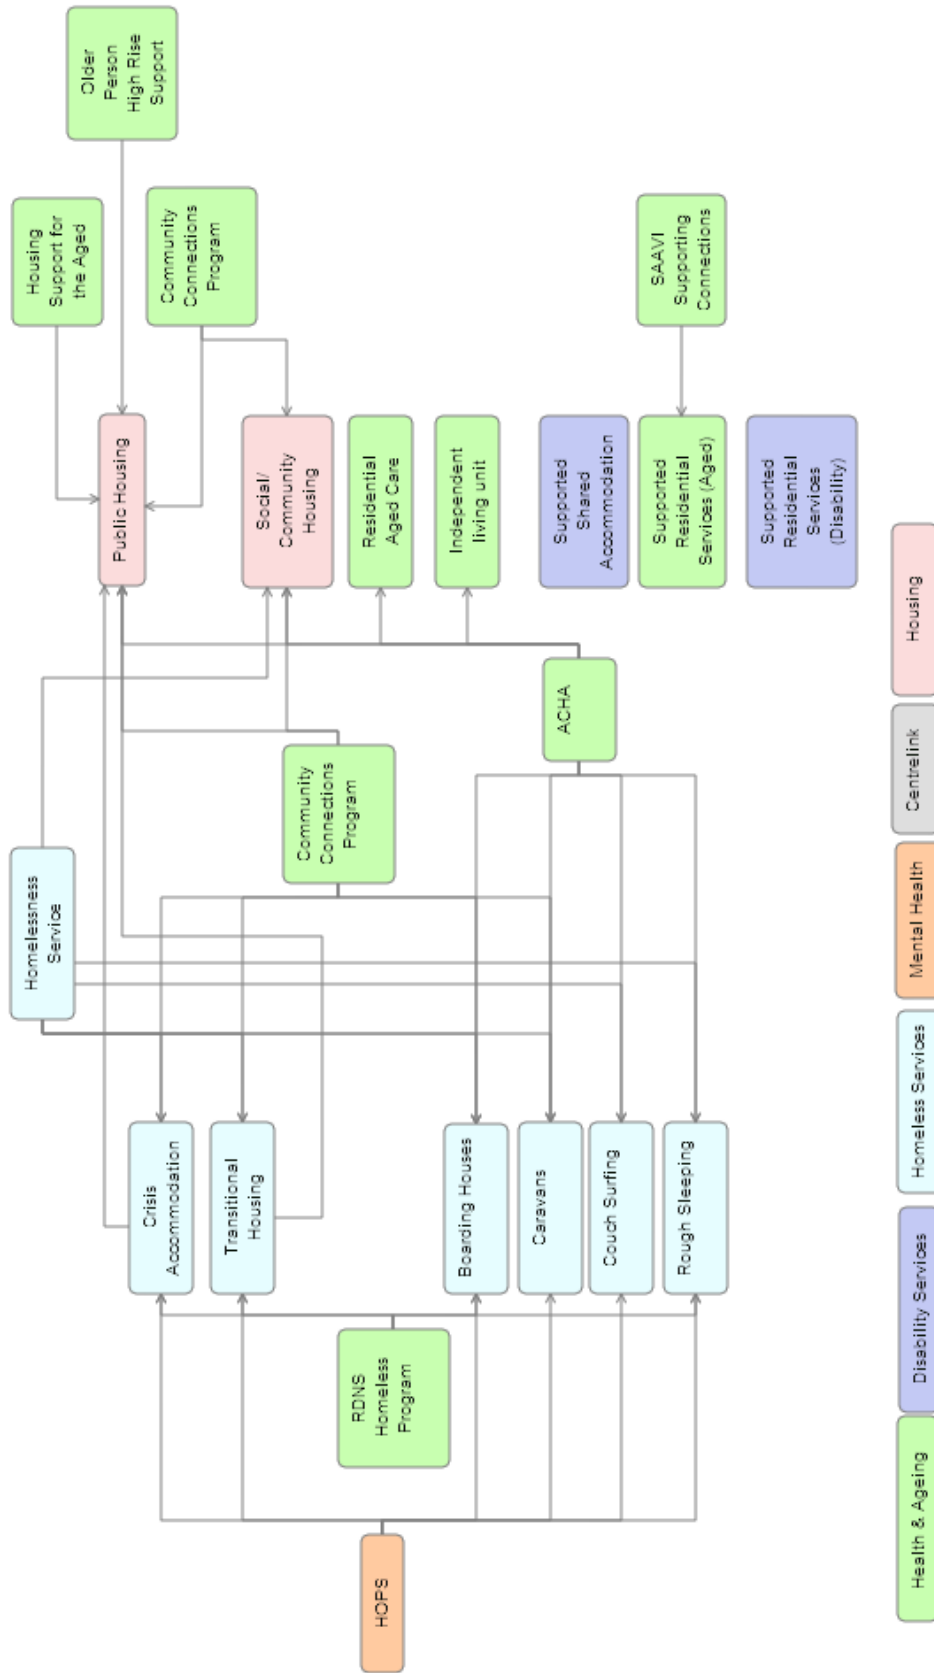 Older
Person
High Rise
Support
Housing
Support for
the Aged
Community
Connections
Program
SAAVI
Supporting
Connections
Public Housing
Social/
Community
Housing
Residential
Aged Care
Independent
living unit
Supported
Shared
Accommodation
Supported
Residential
Services (Aged)
Supported
Residential
Services
(Disability)
ACHA
Community
Connections
Program
Homelessness
Service
Crisis
Accommodation
Transitional
Housing
Boarding Houses
Caravans
Couch Surfing
Rough Sleeping
RDNS
Homeless
Program
HOPS
Health & Ageing
Disability Services
Homeless Services
Mental Health
Centrelink
Housing